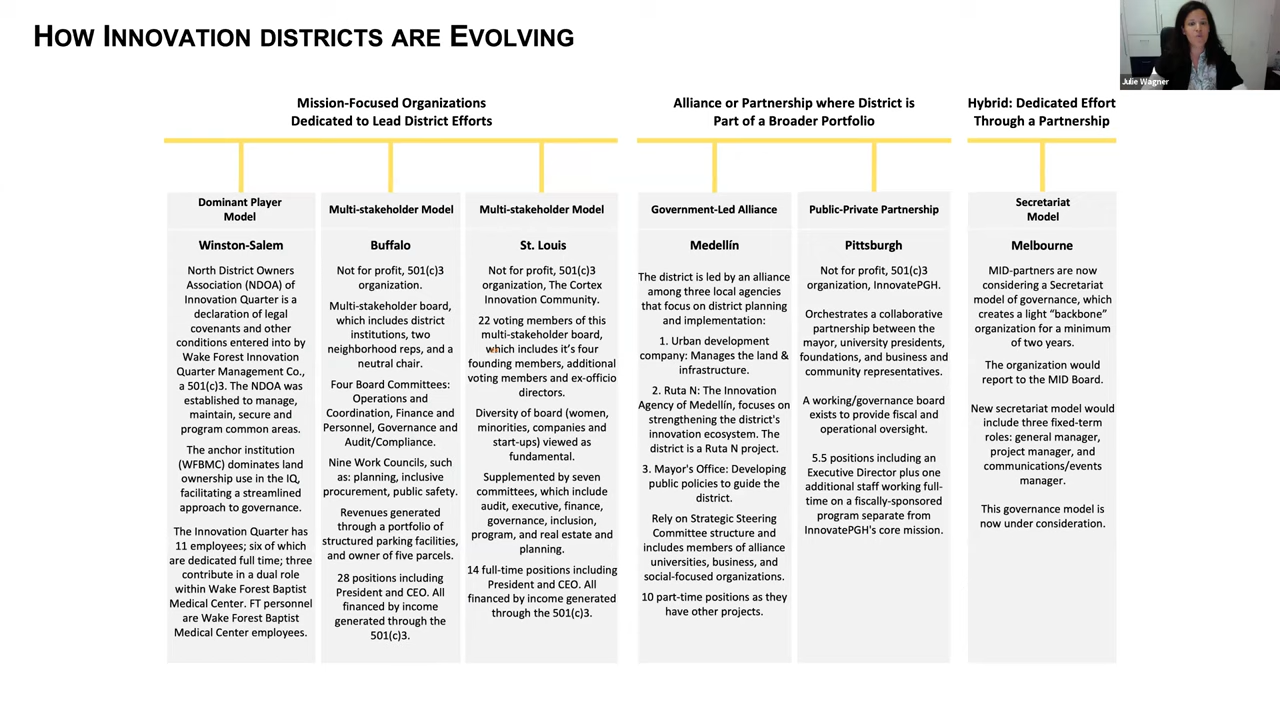 HOW INNOVATION DISTRICTS ARE EVOLVING
Julie Wagner
Mission-Focused Organizations
Dedicated to Lead District Efforts
Alliance or Partnership where District is
Part of a Broader Portfolio
Hybrid: Dedicated Effort
Through a Partnership
Dominant Player
Model
Winston-Salem
North District Owners
Association (NDOA) of
Innovation Quarter is a
declaration of legal
covenants and other
conditions entered into by
Wake Forest Innovation
Quarter Management Co.,
a 501(c)3. The NDOA was
established to manage,
maintain, secure and
program common areas.
The anchor institution
(WFBMC) dominates land
ownership use in the IQ,
facilitating a streamlined
approach to governance.
The Innovation Quarter has
11 employees; six of which
are dedicated full time; three
contribute in a dual role
within Wake Forest Baptist
Medical Center. FT personnel
are Wake Forest Baptist
Medical Center employees.
Multi-stakeholder Model
Buffalo
Not for profit, 501(c)3
organization.
Multi-stakeholder board,
which includes district
institutions, two
neighborhood reps, and a
neutral chair.
Four Board Committees:
Operations and
Coordination, Finance and
Personnel, Governance and
Audit/Compliance.
Nine Work Councils, such
as: planning, inclusive
procurement, public safety.
Revenues generated
through a portfolio of
structured parking facilities,
and owner of five parcels.
28 positions including
President and CEO. All
financed by income
generated through the
501(c)3.
Multi-stakeholder Model
St. Louis
Not for profit, 501(c)3
organization, The Cortex
Innovation Community.
22 voting members of this
multi-stakeholder board,
which includes it's four
founding members, additional
voting members and ex-officio
directors.
Diversity of board (women,
minorities, companies and
start-ups) viewed as
fundamental.
Supplemented by seven
committees, which include
audit, executive, finance,
governance, inclusion,
program, and real estate and
planning.
14 full-time positions including
President and CEO. All
financed by income generated
through the 501(c)3.
Government-Led Alliance
Medellín
The district is led by an alliance
among three local agencies
that focus on district planning
and implementation:
1. Urban development
company: Manages the land &
infrastructure.
2. Ruta N: The Innovation
Agency of Medellín, focuses on
strengthening the district's
innovation ecosystem. The
district is a Ruta N project.
3. Mayor's Office: Developing
public policies to guide the
district.
Rely on Strategic Steering
Committee structure and
includes members of alliance
universities, business, and
social-focused organizations.
10 part-time positions as they
have other projects.
Public-Private Partnership
Pittsburgh
Not for profit, 501(c)3
organization, InnovatePGH.
Orchestrates a collaborative
partnership between the
mayor, university presidents,
foundations, and business and
community representatives.
A working/governance board
exists to provide fiscal and
operational oversight.
5.5 positions including an
Executive Director plus one
additional staff working full-
time on a fiscally-sponsored
program separate from
InnovatePGH's core mission.
Secretariat
Model
Melbourne
MID-partners are now
considering a Secretariat
model of governance, which
creates a light "backbone"
organization for a minimum
of two years.
The organization would
report to the MID Board.
New secretariat model would
include three fixed-term
roles: general manager,
project manager, and
communications/events
manager.
This governance model is
now under consideration.